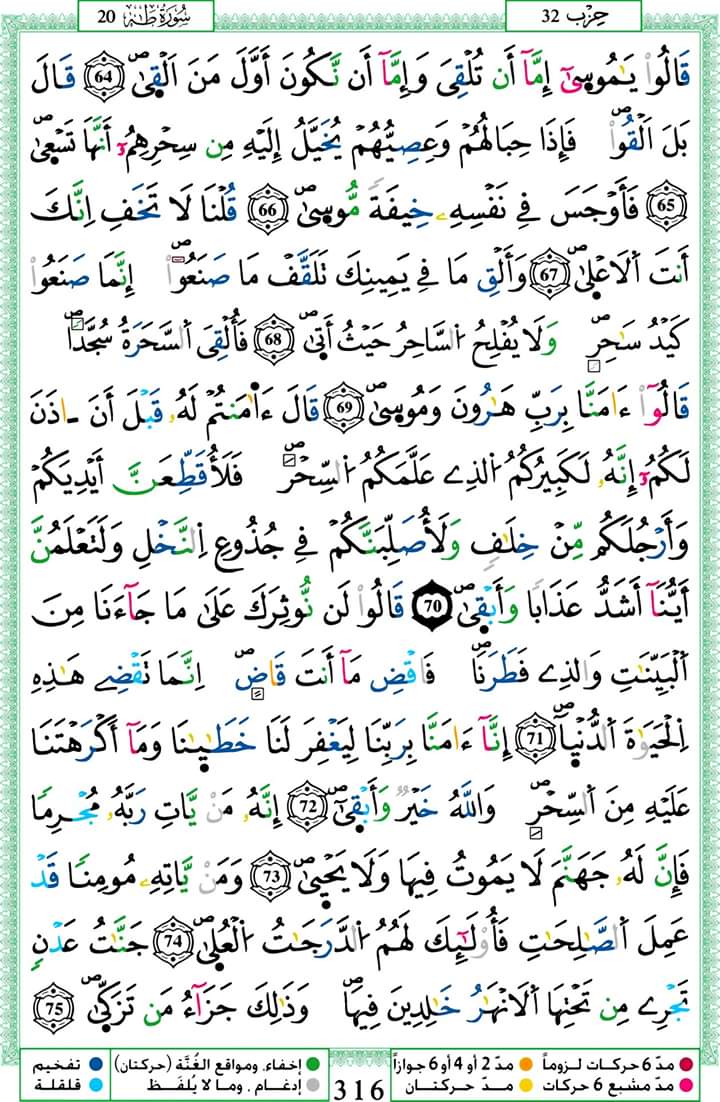 سُورَةُ طَهَ 20
حِزْب 32
قَالُواْ يَٰمُوسَىٰٓ إِمَّآ أَن تُلْقِىَ وَإِمَّآ أَن نَّكُونَ أَوَّلَ مَنَ اَلْقَىٰ 64 قَالَ
بَلَ اَلْقُواْ فَإِذَا حِبَالُهُمْ وَعِصِيُّهُمْ يُخَيَّلُ إِلَيْهِ مِن سِحْرِهِمُۥٓ أَنَّهَا تَسْعَىٰ
65 فَأَوْجَسَ فِے نَفْسِهِۦ خِيفَةً مُّوسَىٰ 66 قُلْنَا لَا تَخَفِ اِنَّكَ
أَنتَ اَلَاعْلَىٰ 67 وَأَلْقِ مَا فِے يَمِينِكَ تَلَقَّفْ مَا صَنَعُوٓاْ إِنَّمَا صَنَعُواْ
كَيْدُ سَٰحِرٍ وَلَا يُفْلِحُ اُلسَّاحِرُ حَيْثُ أَتَىٰ 68 فَأُلْقِىَ اَلسَّحَرَةُ سُجَّداً
قَالُوٓاْ ءَامَنَّا بِرَبِّ هَٰرُونَ وَمُوسَىٰ 69 قَالَ ءَا۬مَنتُمْ لَهُۥ قَبْلَ أَنَ ـاذَنَ
لَكُمُۥٓ إِنَّهُۥ لَكَبِيرُكُمُ اُلذِے عَلَّمَكُمُ اُلسِّحْرَ فَلَأُقَطِّعَنَّ أَيْدِيَكُمْ
وَأَرْجُلَكُم مِّنْ خِلَٰفٍ وَلَأُصَلِّبَنَّكُمْ فِے جُذُوعِ اِلنَّخْلِ وَلَتَعْلَمُنَّ
أَيُّنَآ أَشَدُّ عَذَاباً وَأَبْقَىٰ 70 قَالُواْ لَن نُّوثِرَكَ عَلَىٰ مَا جَآءَنَا مِنَ
اَلْبَيِّنَٰتِ وَالذِے فَطَرَنَا فَاقْضِ مَآ أَنتَ قَاضٍ اِنَّمَا تَقْضِے هَٰذِهِ
اِلْحَيَوٰةَ اَلدُّنْيَآ 71 إِنَّآ ءَامَنَّا بِرَبِّنَا لِيَغْفِرَ لَنَا خَطَٰيَٰنَا وَمَآ أَكْرَهْتَنَا
عَلَيْهِ مِنَ اَلسِّحْرِ وَاللَّهُ خَيْرٌ وَأَبْقَىٰٓ 72 إِنَّهُۥ مَنْ يَّاتِ رَبَّهُۥ مُجْرِماً
فَإِنَّ لَهُۥ جَهَنَّمَ لَا يَمُوتُ فِيهَا وَلَا يَحْيَىٰ 73 وَمَنْ يَّاتِهِۦ مُومِناً قَدْ
عَمِلَ اَلصَّٰلِحَٰتِ فَأُوْلَٰٓئِكَ لَهُمُ اُلدَّرَجَٰتُ اُلْعُلَىٰ 74 جَنَّٰتُ عَدْنٍ
تَجْرِے مِن تَحْتِهَا اَلَانْهَٰرُ خَٰلِدِينَ فِيهَا وَذَٰلِكَ جَزَآءُ مَن تَزَكَّىٰ 75
مدّ 6 حركات لزوماً مدّ 2 أو 4 أو 6 جوازاً إخفاء، ومواقع الغُنَّة (حركتان) تفخيم
مدّ مشبع 6 حركات مدّ حركتان 316 إدغام، وما لا يُلفَظ قلقلة